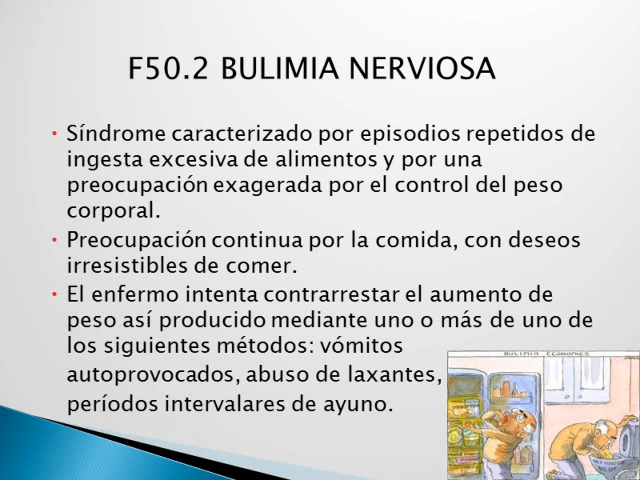 F50.2 BULIMIA NERVIOSA
• Síndrome caracterizado por episodios repetidos de
ingesta excesiva de alimentos y por una
preocupación exagerada por el control del peso
corporal.
• Preocupación continua por la comida, con deseos
irresistibles de comer.
• El enfermo intenta contrarrestar el aumento de
peso así producido mediante uno o más de uno de
los siguientes métodos: vómitos
autoprovocados, abuso de laxantes,
períodos intervalares de ayuno.
BULIMIA ECONOMICS